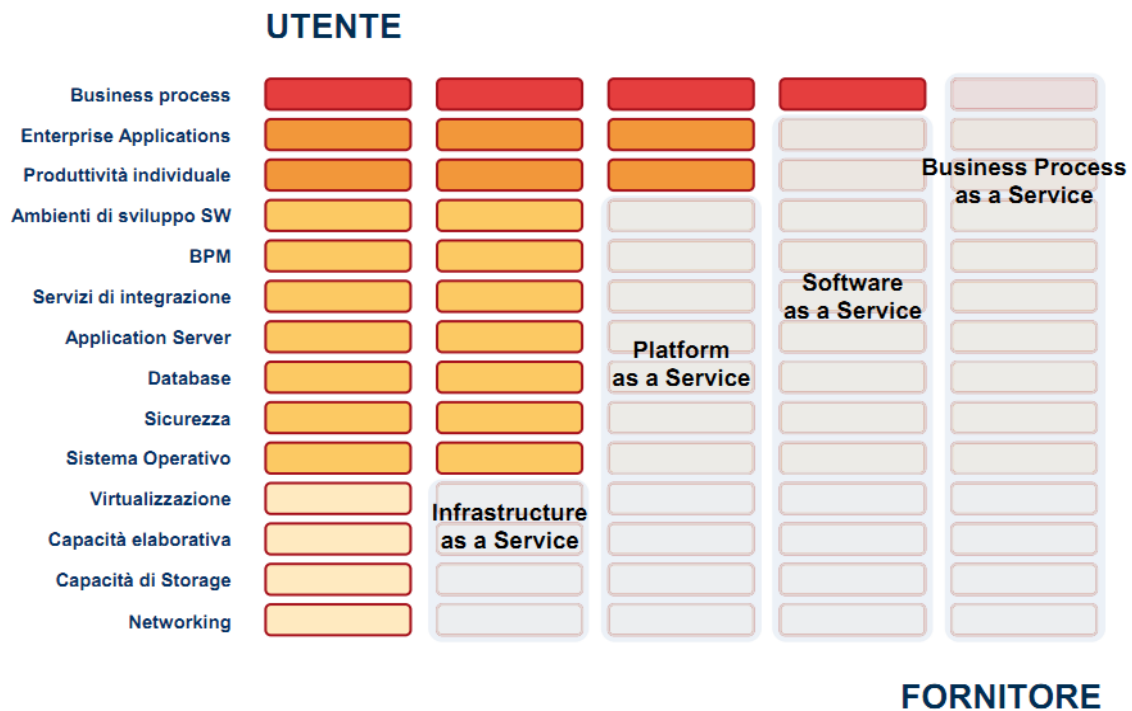 UTENTE
Business process
Enterprise Applications
Produttività individuale
Ambienti di sviluppo SW
BPM
Servizi di integrazione
Application Server
Database
Sicurezza
Sistema Operativo
Virtualizzazione
Capacità elaborativa
Capacità di Storage
Networking
Infrastructure
as a Service
Platform
as a Service
Software
as a Service
Business Process
as a Service
FORNITORE